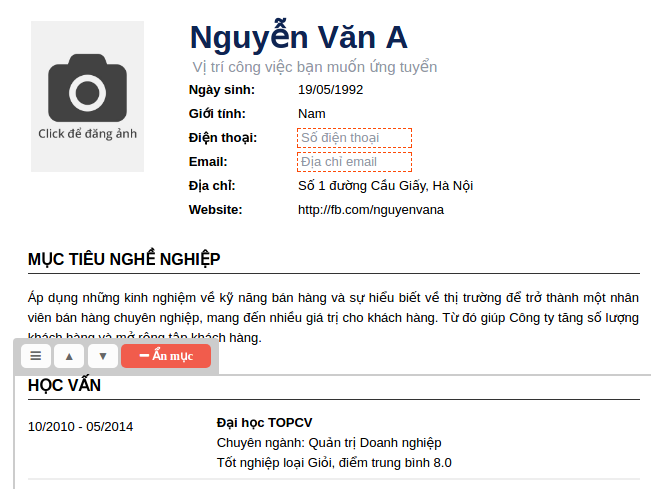 Nguyễn Văn A
Vị trí công việc bạn muốn ứng tuyển
Click để đăng ảnh
Ngày sinh: 19/05/1992
Giới tính: Nam
Điện thoại: Số điện thoại
Email: Địa chỉ email
Địa chỉ: Số 1 đường Cầu Giấy, Hà Nội
Website: http://fb.com/nguyenvana
MỤC TIÊU NGHỀ NGHIỆP
Áp dụng những kinh nghiệm về kỹ năng bán hàng và sự hiểu biết về thị trường để trở thành một nhân
viên bán hàng chuyên nghiệp, mang đến nhiều giá trị cho khách hàng. Từ đó giúp Công ty tăng số lượng
khách hàng và mở rộng tập khách hàng.
Ẩn mục
HỌC VẤN
10/2010 - 05/2014 Đại học TOPCV
Chuyên ngành: Quản trị Doanh nghiệp
Tốt nghiệp loại Giỏi, điểm trung bình 8.0